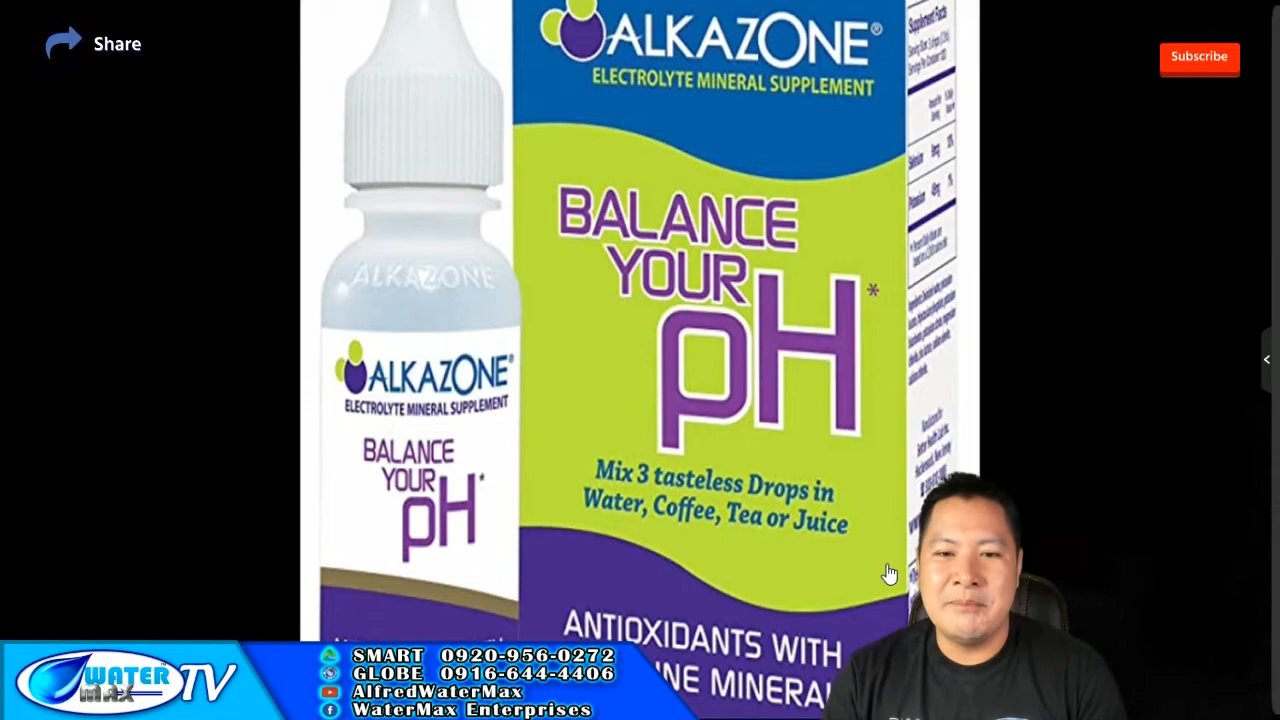 Share
Subscribe
ALKAZONE®
ELECTROLYTE MINERAL SUPPLEMENT
BALANCE
YOUR
pH*
Mix 3 tasteless Drops in
Water, Coffee, Tea or Juice
ANTIOXIDANTS WITH
Supplement Facts
ALKAZONE
ALKAZONE®
ELECTROLYTE MINERAL SUPPLEMENT
BALANCE
YOUR
pH*
WATER
MAX
TV
SMART 0920-956-0272
GLOBE 0916-644-4406
AlfredWaterMax
WaterMax Enterprises